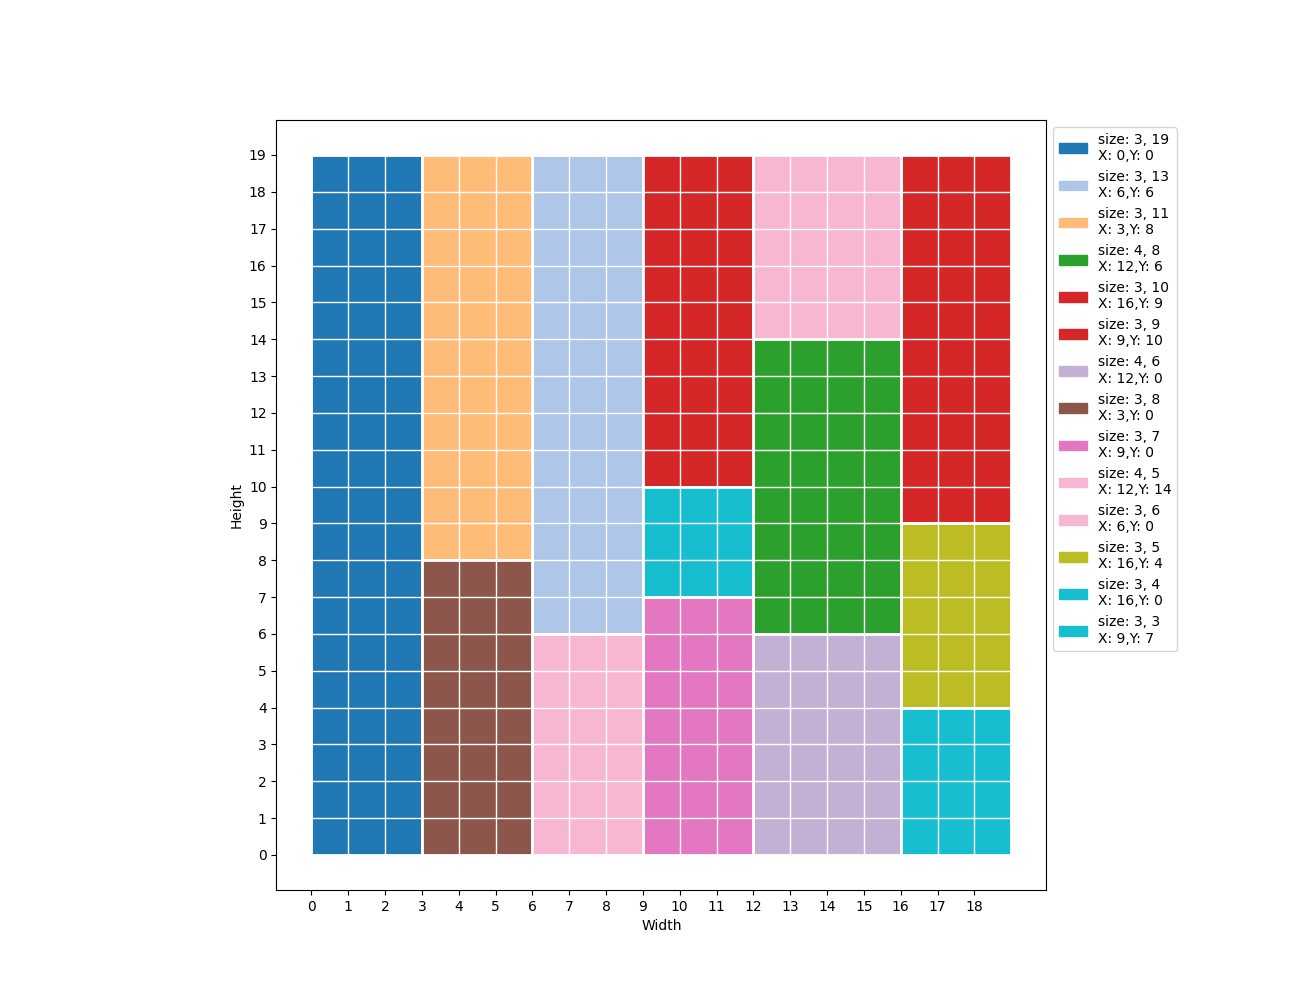 19
18
17
16
15
14
13
12
11
10
9
8
7
6
5
4
3
2
1
0
Height
0 1 2 3 4 5 6 7 8 9 10 11 12 13 14 15 16 17 18
Width
size: 3, 19
X: 0,Y: 0
size: 3, 13
X: 6,Y: 6
size: 3, 11
X: 3,Y: 8
size: 4, 8
X: 12,Y: 6
size: 3, 10
X: 16,Y: 9
size: 3, 9
X: 9,Y: 10
size: 4, 6
X: 12,Y: 0
size: 3, 8
X: 3,Y: 0
size: 3, 7
X: 9,Y: 0
size: 4, 5
X: 12,Y: 14
size: 3, 6
X: 6,Y: 0
size: 3, 5
X: 16,Y: 4
size: 3, 4
X: 16,Y: 0
size: 3, 3
X: 9,Y: 7